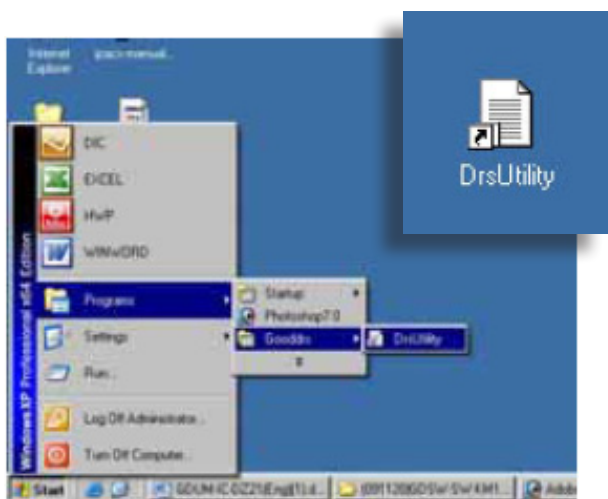 Internet
Explorer
DrsUtility
DIC
EXCEL
HWP
WINWORD
Programs
Settings
Run...
Log Off Administrator...
Turn Off Computer...
Windows XP Professional x64 Edition
Startup
Photoshop7.0
Gooddrs
DrsUtility
Start